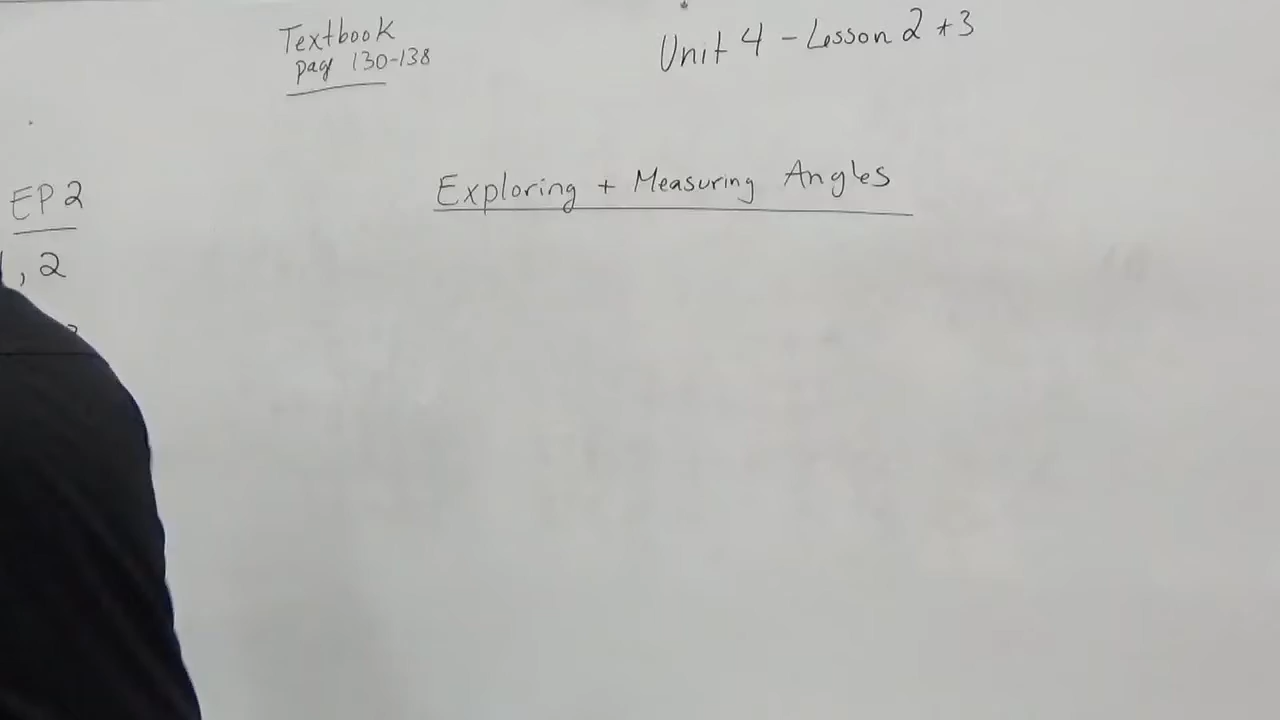 Textbook
pag 130-138
Unit 4 - Lesson 2 + 3
EP 2
, 2
Exploring + Measuring Angles